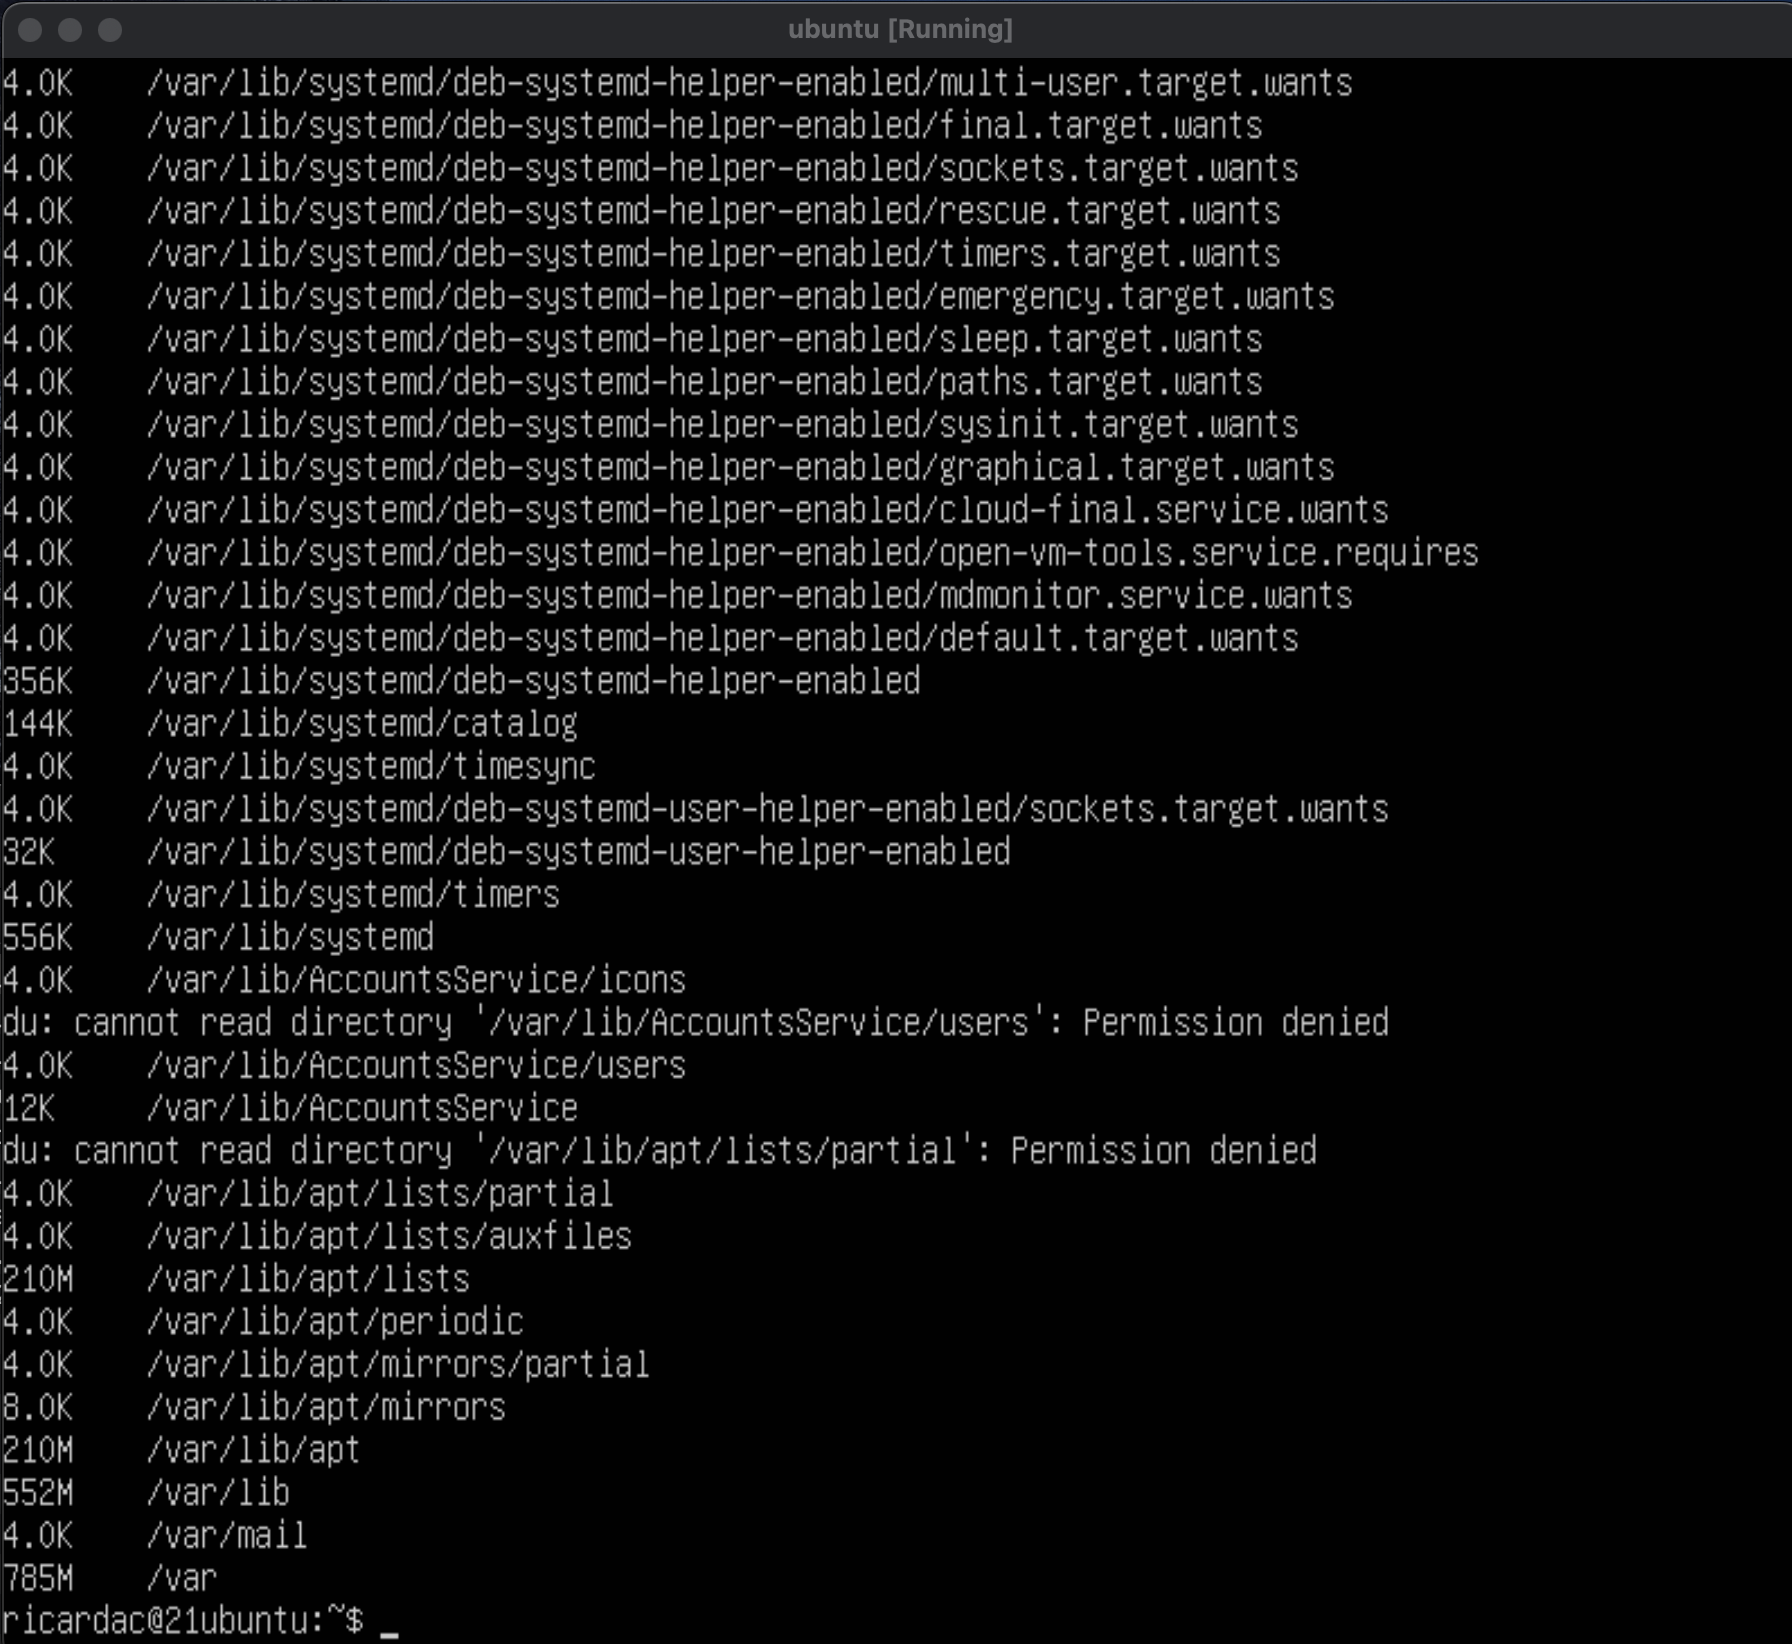 ubuntu [Running]
4.0K /var/lib/systemd/deb-systemd-helper-enabled/multi-user.target.wants
4.0K /var/lib/systemd/deb-systemd-helper-enabled/final.target.wants
4.0K /var/lib/systemd/deb-systemd-helper-enabled/sockets.target.wants
4.0K /var/lib/systemd/deb-systemd-helper-enabled/rescue.target.wants
4.0K /var/lib/systemd/deb-systemd-helper-enabled/timers.target.wants
4.0K /var/lib/systemd/deb-systemd-helper-enabled/emergency.target.wants
4.0K /var/lib/systemd/deb-systemd-helper-enabled/sleep.target.wants
4.0K /var/lib/systemd/deb-systemd-helper-enabled/paths.target.wants
4.0K /var/lib/systemd/deb-systemd-helper-enabled/sysinit.target.wants
4.0K /var/lib/systemd/deb-systemd-helper-enabled/graphical.target.wants
4.0K /var/lib/systemd/deb-systemd-helper-enabled/cloud-final.service.wants
4.0K /var/lib/systemd/deb-systemd-helper-enabled/open-vm-tools.service.requires
4.0K /var/lib/systemd/deb-systemd-helper-enabled/mdmonitor.service.wants
4.0K /var/lib/systemd/deb-systemd-helper-enabled/default.target.wants
356K /var/lib/systemd/deb-systemd-helper-enabled
144K /var/lib/systemd/catalog
4.0K /var/lib/systemd/timesync
4.0K /var/lib/systemd/deb-systemd-user-helper-enabled/sockets.target.wants
32K /var/lib/systemd/deb-systemd-user-helper-enabled
4.0K /var/lib/systemd/timers
556K /var/lib/systemd
4.0K /var/lib/AccountsService/icons
du: cannot read directory '/var/lib/AccountsService/users': Permission denied
4.0K /var/lib/AccountsService/users
12K /var/lib/AccountsService
du: cannot read directory '/var/lib/apt/lists/partial': Permission denied
4.0K /var/lib/apt/lists/partial
4.0K /var/lib/apt/lists/auxfiles
210M /var/lib/apt/lists
4.0K /var/lib/apt/periodic
4.0K /var/lib/apt/mirrors/partial
8.0K /var/lib/apt/mirrors
210M /var/lib/apt
552M /var/lib
4.0K /var/mail
785M /var
ricardac@21ubuntu:~$ _